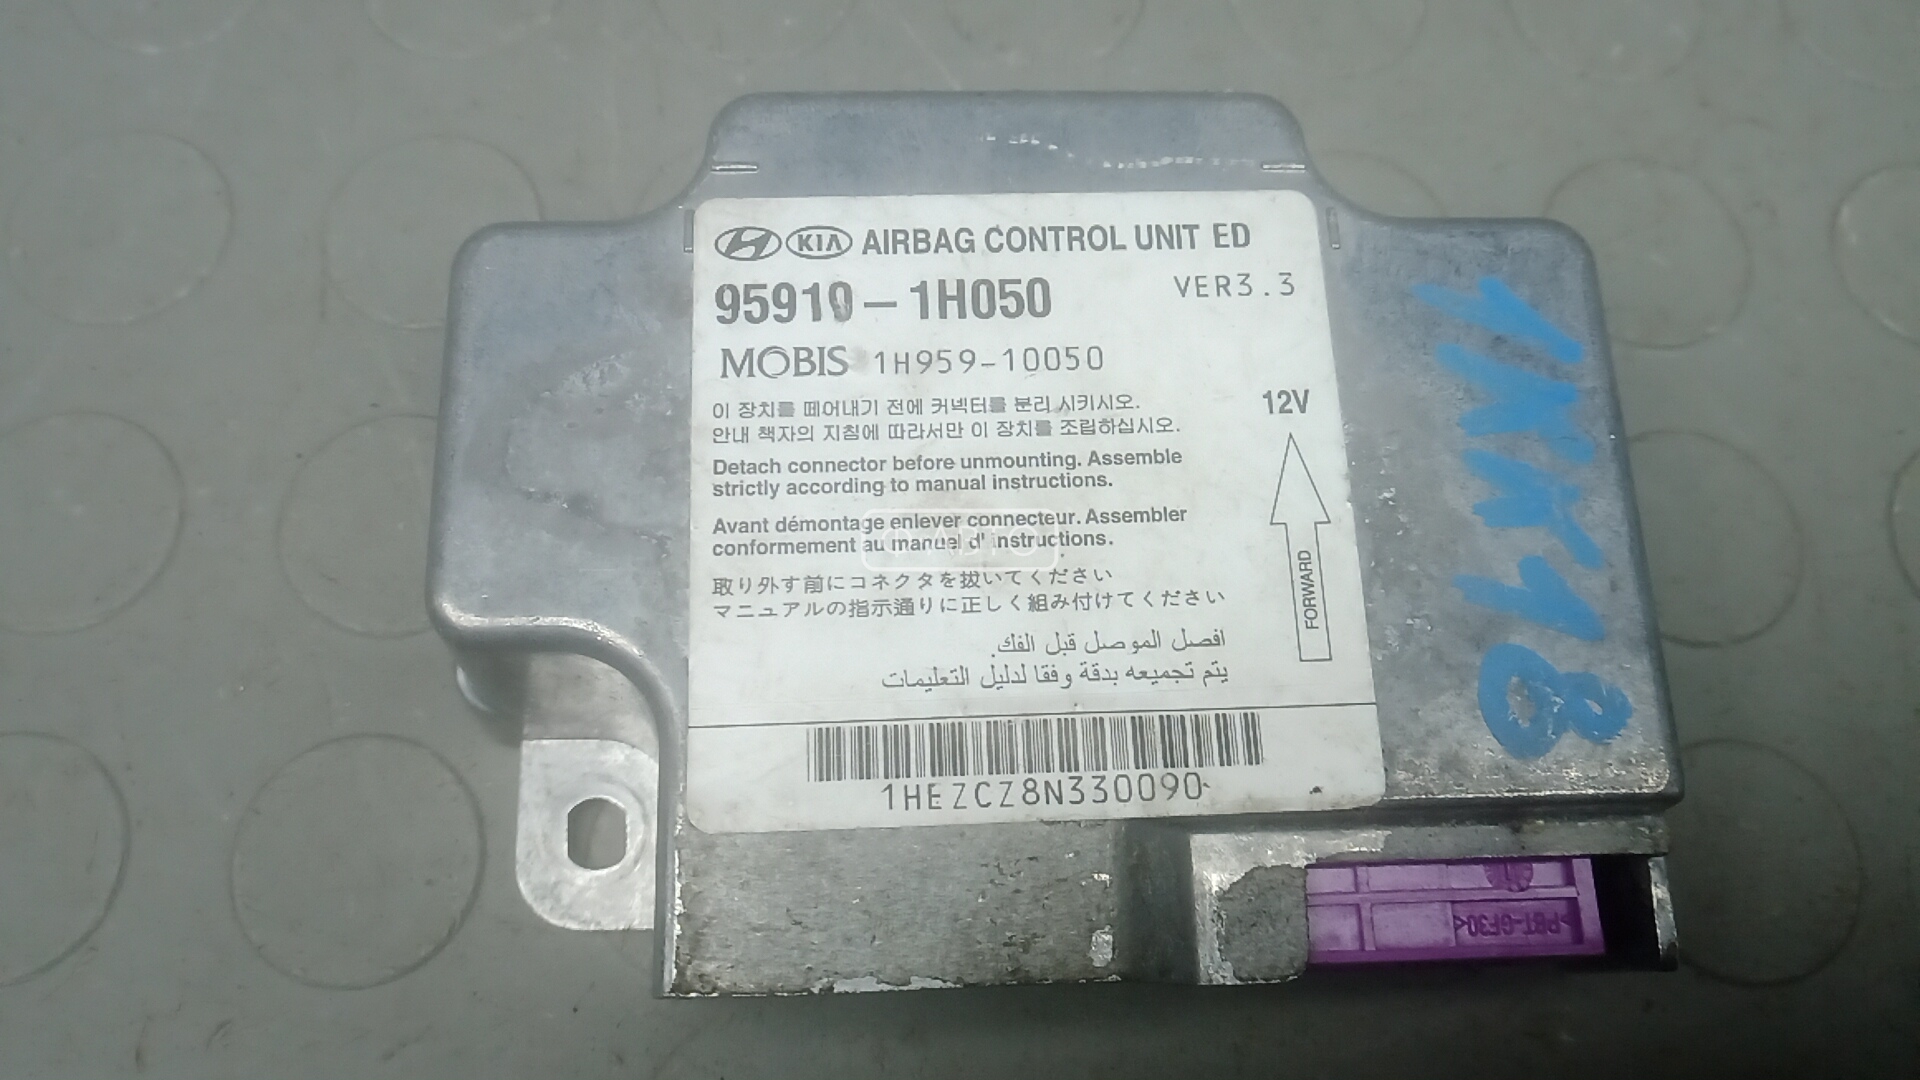 KIA AIRBAG CONTROL UNIT ED
95910-1H050 VER3.3
MOBIS 1H959-10050
이 장치를 떼어내기 전에 커넥터를 분리 시키시오.
안내 책자의 지침에 따라서만 이 장치를 조립하십시오.
12V
Detach connector before unmounting. Assemble
strictly according to manual instructions.
Avant démontage enlever connecteur. Assembler
conformement au manuel d' instructions.
FORWARD
取り外す前にコネクタを抜いてください
マニュアルの指示通りに正しく組み付けてください
افصل الموصل قبل الفك.
يتم تجميعه بدقة وفقا لدليل التعليمات
1HEZCZ8N330090
>PBT-GF30<